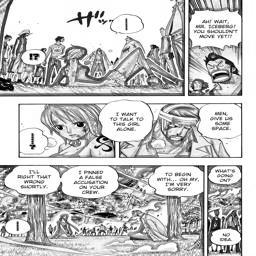 AH! WAIT,
MR. ICEBERG!
YOU SHOULDN'T
MOVE YET!
!
!?
MEN,
GIVE US
SOME
SPACE.
I WANT
TO TALK TO
THIS GIRL
ALONE.
WHAT'S
GOING
ON?
NO
IDEA.
TO BEGIN
WITH... OH MY,
I'M
VERY
SORRY.
I PINNED
A FALSE
ACCUSATION
ON YOUR
CREW.
I'LL
RIGHT THAT
WRONG
SHORTLY.
!